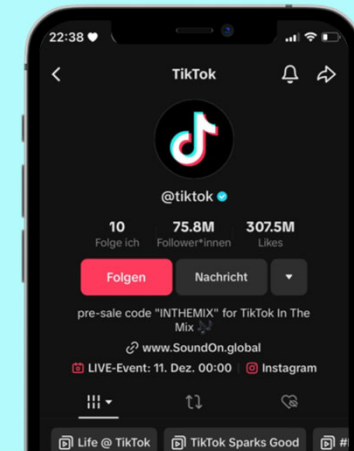 22:38
TikTok
@tiktok
10 75.8M 307.5M
Folge ich Follower*innen Likes
Folgen Nachricht
pre-sale code "INTHEMIX" for TikTok In The
Mix
www.SoundOn.global
LIVE-Event: 11. Dez. 00:00 Instagram
Life @ TikTok TikTok Sparks Good #